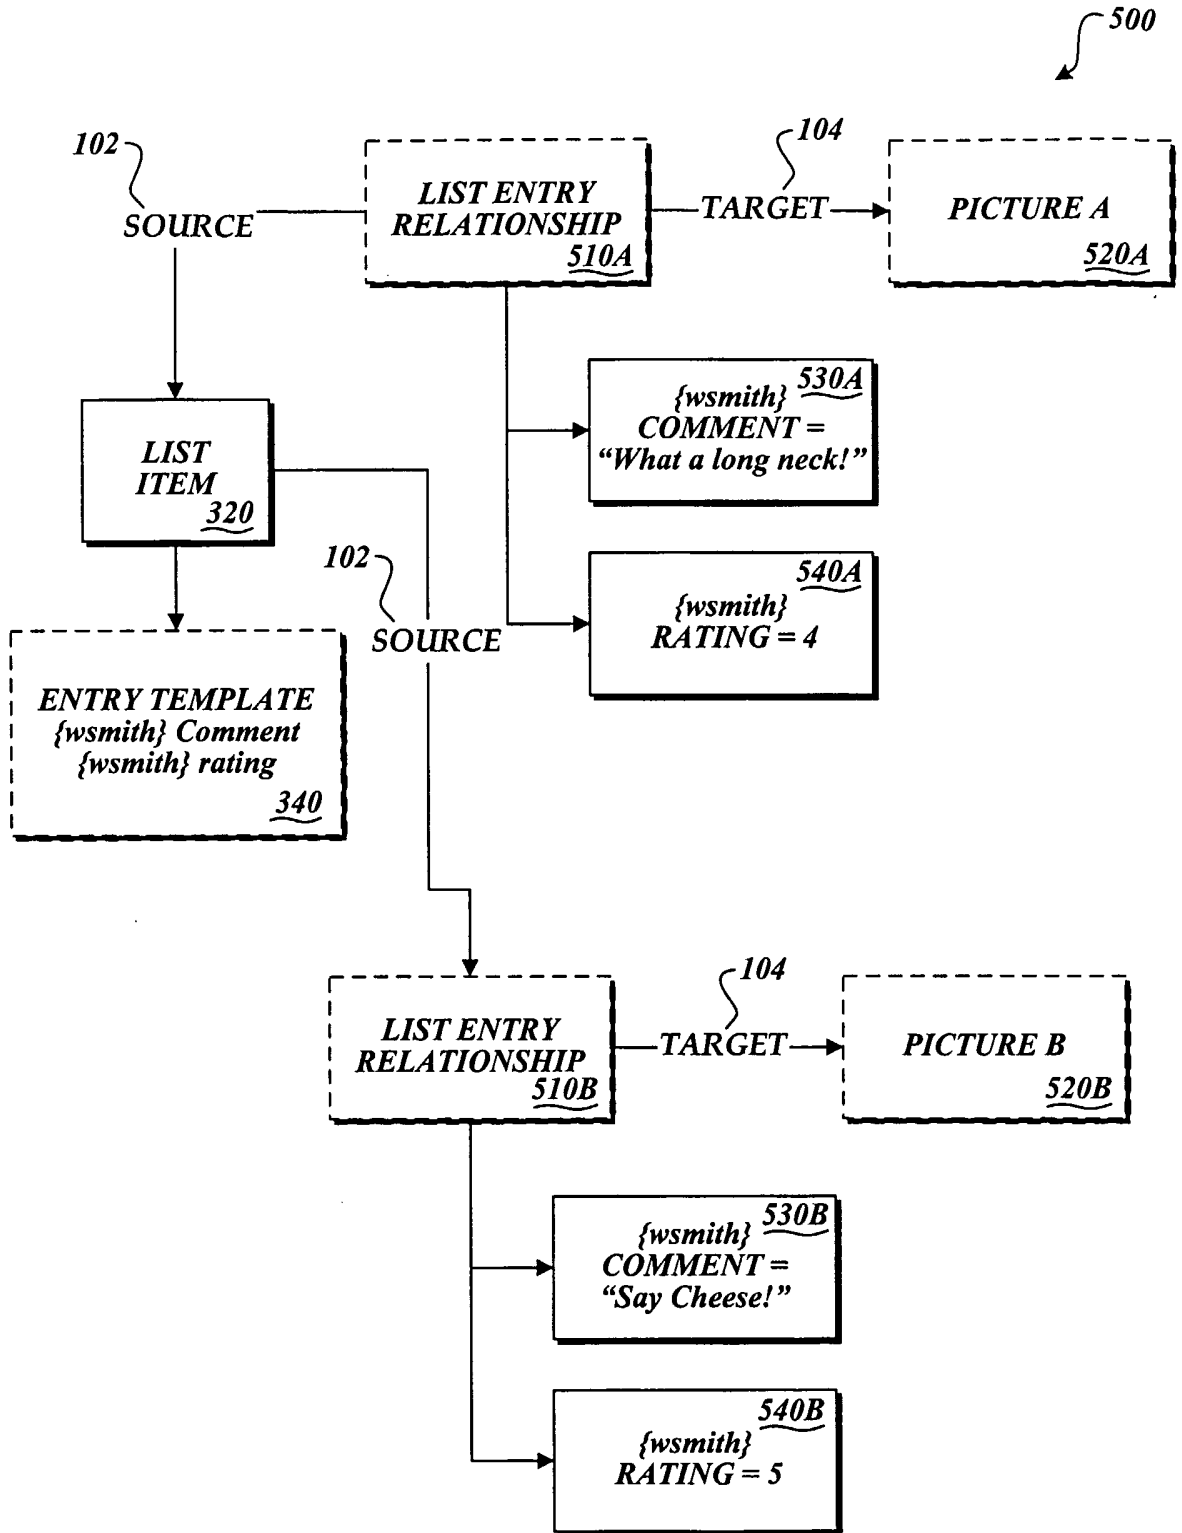 500
102
SOURCE
LIST ENTRY
RELATIONSHIP
510A
104
TARGET
PICTURE A
520A
530A
{wsmith}
COMMENT =
“What a long neck!”
LIST
ITEM
320
102
SOURCE
540A
{wsmith}
RATING = 4
ENTRY TEMPLATE
{wsmith} Comment
{wsmith} rating
340
LIST ENTRY
RELATIONSHIP
510B
104
TARGET
PICTURE B
520B
530B
{wsmith}
COMMENT =
“Say Cheese!”
540B
{wsmith}
RATING = 5